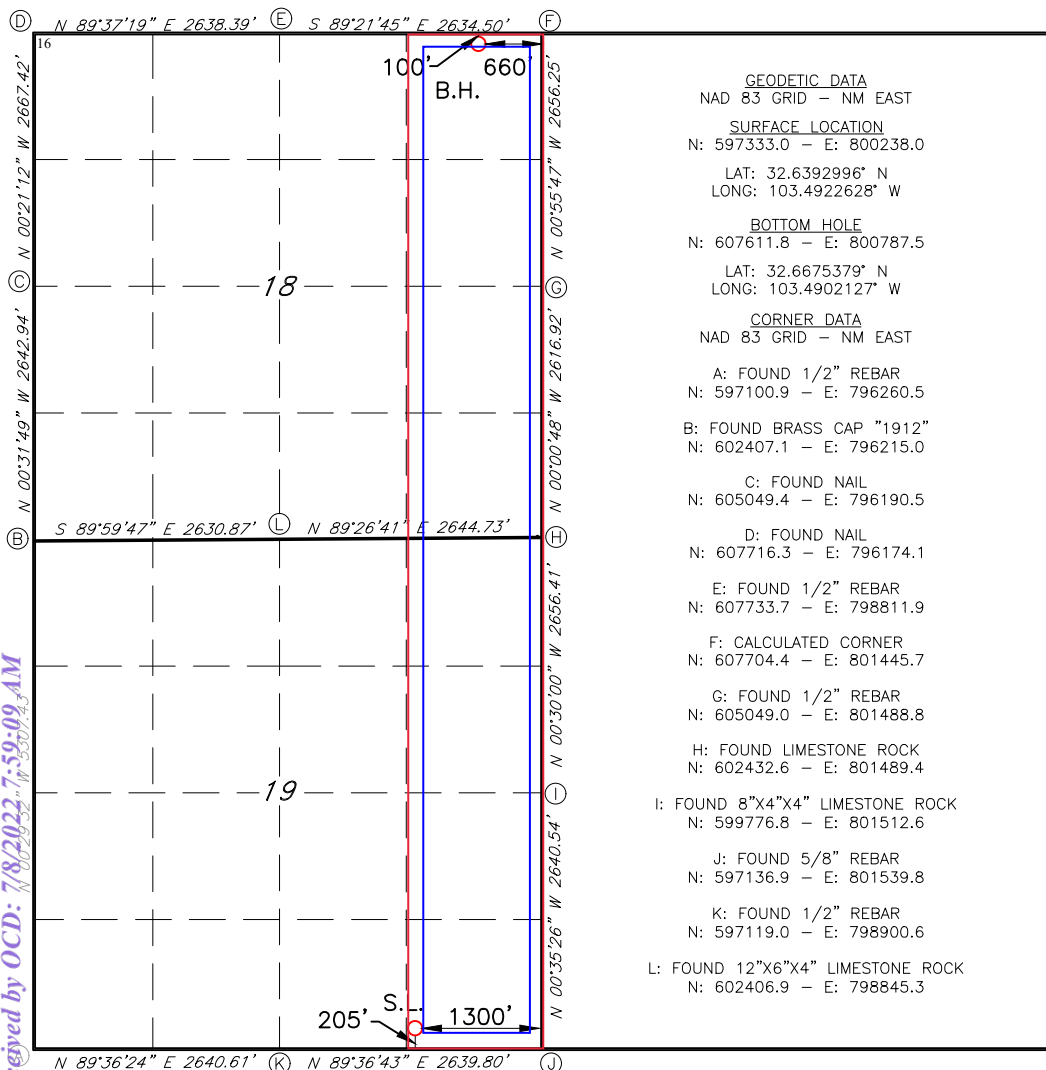 D N 89°37'19" E 2638.39' E S 89°21'45" E 2634.50' F
16
100' 660'
B.H.
N 00°21'12" W 2667.42'
N 00°55'47" W 2656.25'
C 18 G
N 00°31'49" W 2642.94'
N 00°00'48" W 2616.92'
B S 89°59'47" E 2630.87' L N 89°26'41" E 2644.73' H
N 00°30'00" W 2656.41'
N 00°29'32" W 5307.43'
19 I
N 00°35'26" W 2640.54'
S.L.
205' 1300'
N 89°36'24" E 2640.61' K N 89°36'43" E 2639.80' J
eived by OCD: 7/8/2022 7:59:09 AM
GEODETIC DATA
NAD 83 GRID – NM EAST
SURFACE LOCATION
N: 597333.0 – E: 800238.0
LAT: 32.6392996° N
LONG: 103.4922628° W
BOTTOM HOLE
N: 607611.8 – E: 800787.5
LAT: 32.6675379° N
LONG: 103.4902127° W
CORNER DATA
NAD 83 GRID – NM EAST
A: FOUND 1/2" REBAR
N: 597100.9 – E: 796260.5
B: FOUND BRASS CAP "1912"
N: 602407.1 – E: 796215.0
C: FOUND NAIL
N: 605049.4 – E: 796190.5
D: FOUND NAIL
N: 607716.3 – E: 796174.1
E: FOUND 1/2" REBAR
N: 607733.7 – E: 798811.9
F: CALCULATED CORNER
N: 607704.4 – E: 801445.7
G: FOUND 1/2" REBAR
N: 605049.0 – E: 801488.8
H: FOUND LIMESTONE ROCK
N: 602432.6 – E: 801489.4
I: FOUND 8"X4"X4" LIMESTONE ROCK
N: 599776.8 – E: 801512.6
J: FOUND 5/8" REBAR
N: 597136.9 – E: 801539.8
K: FOUND 1/2" REBAR
N: 597119.0 – E: 798900.6
L: FOUND 12"X6"X4" LIMESTONE ROCK
N: 602406.9 – E: 798845.3